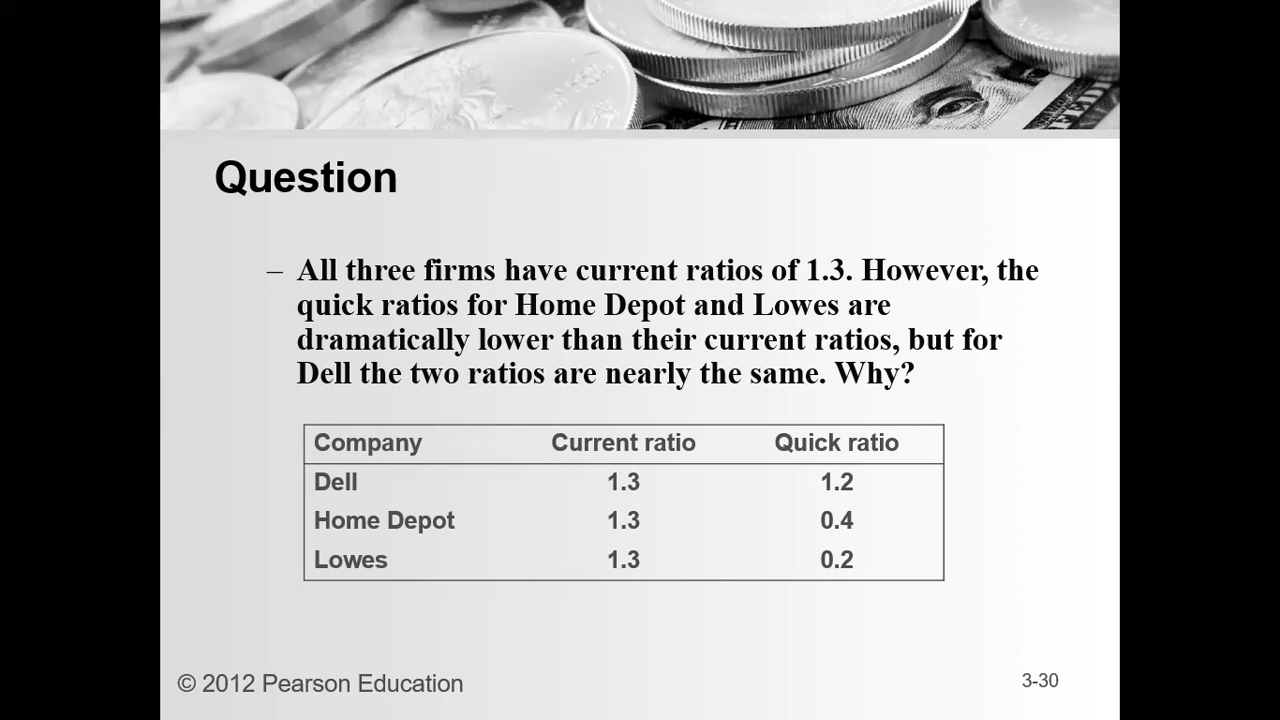 Question
– All three firms have current ratios of 1.3. However, the
quick ratios for Home Depot and Lowes are
dramatically lower than their current ratios, but for
Dell the two ratios are nearly the same. Why?
Company Current ratio Quick ratio
Dell 1.3 1.2
Home Depot 1.3 0.4
Lowes 1.3 0.2
© 2012 Pearson Education 3-30